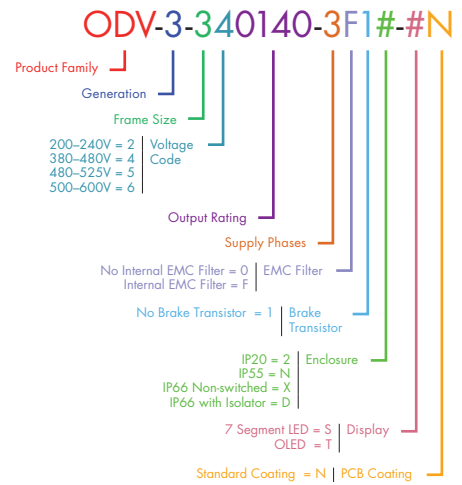 ODV-3-340140-3F1#-#N
Product Family
Generation
Frame Size
200–240V = 2 | Voltage
380–480V = 4 | Code
480–525V = 5
500–600V = 6
Output Rating
Supply Phases
No Internal EMC Filter = 0 | EMC Filter
Internal EMC Filter = F
No Brake Transistor = 1 | Brake
Transistor
IP20 = 2 | Enclosure
IP55 = N
IP66 Non-switched = X
IP66 with Isolator = D
7 Segment LED = S | Display
OLED = T
Standard Coating = N | PCB Coating